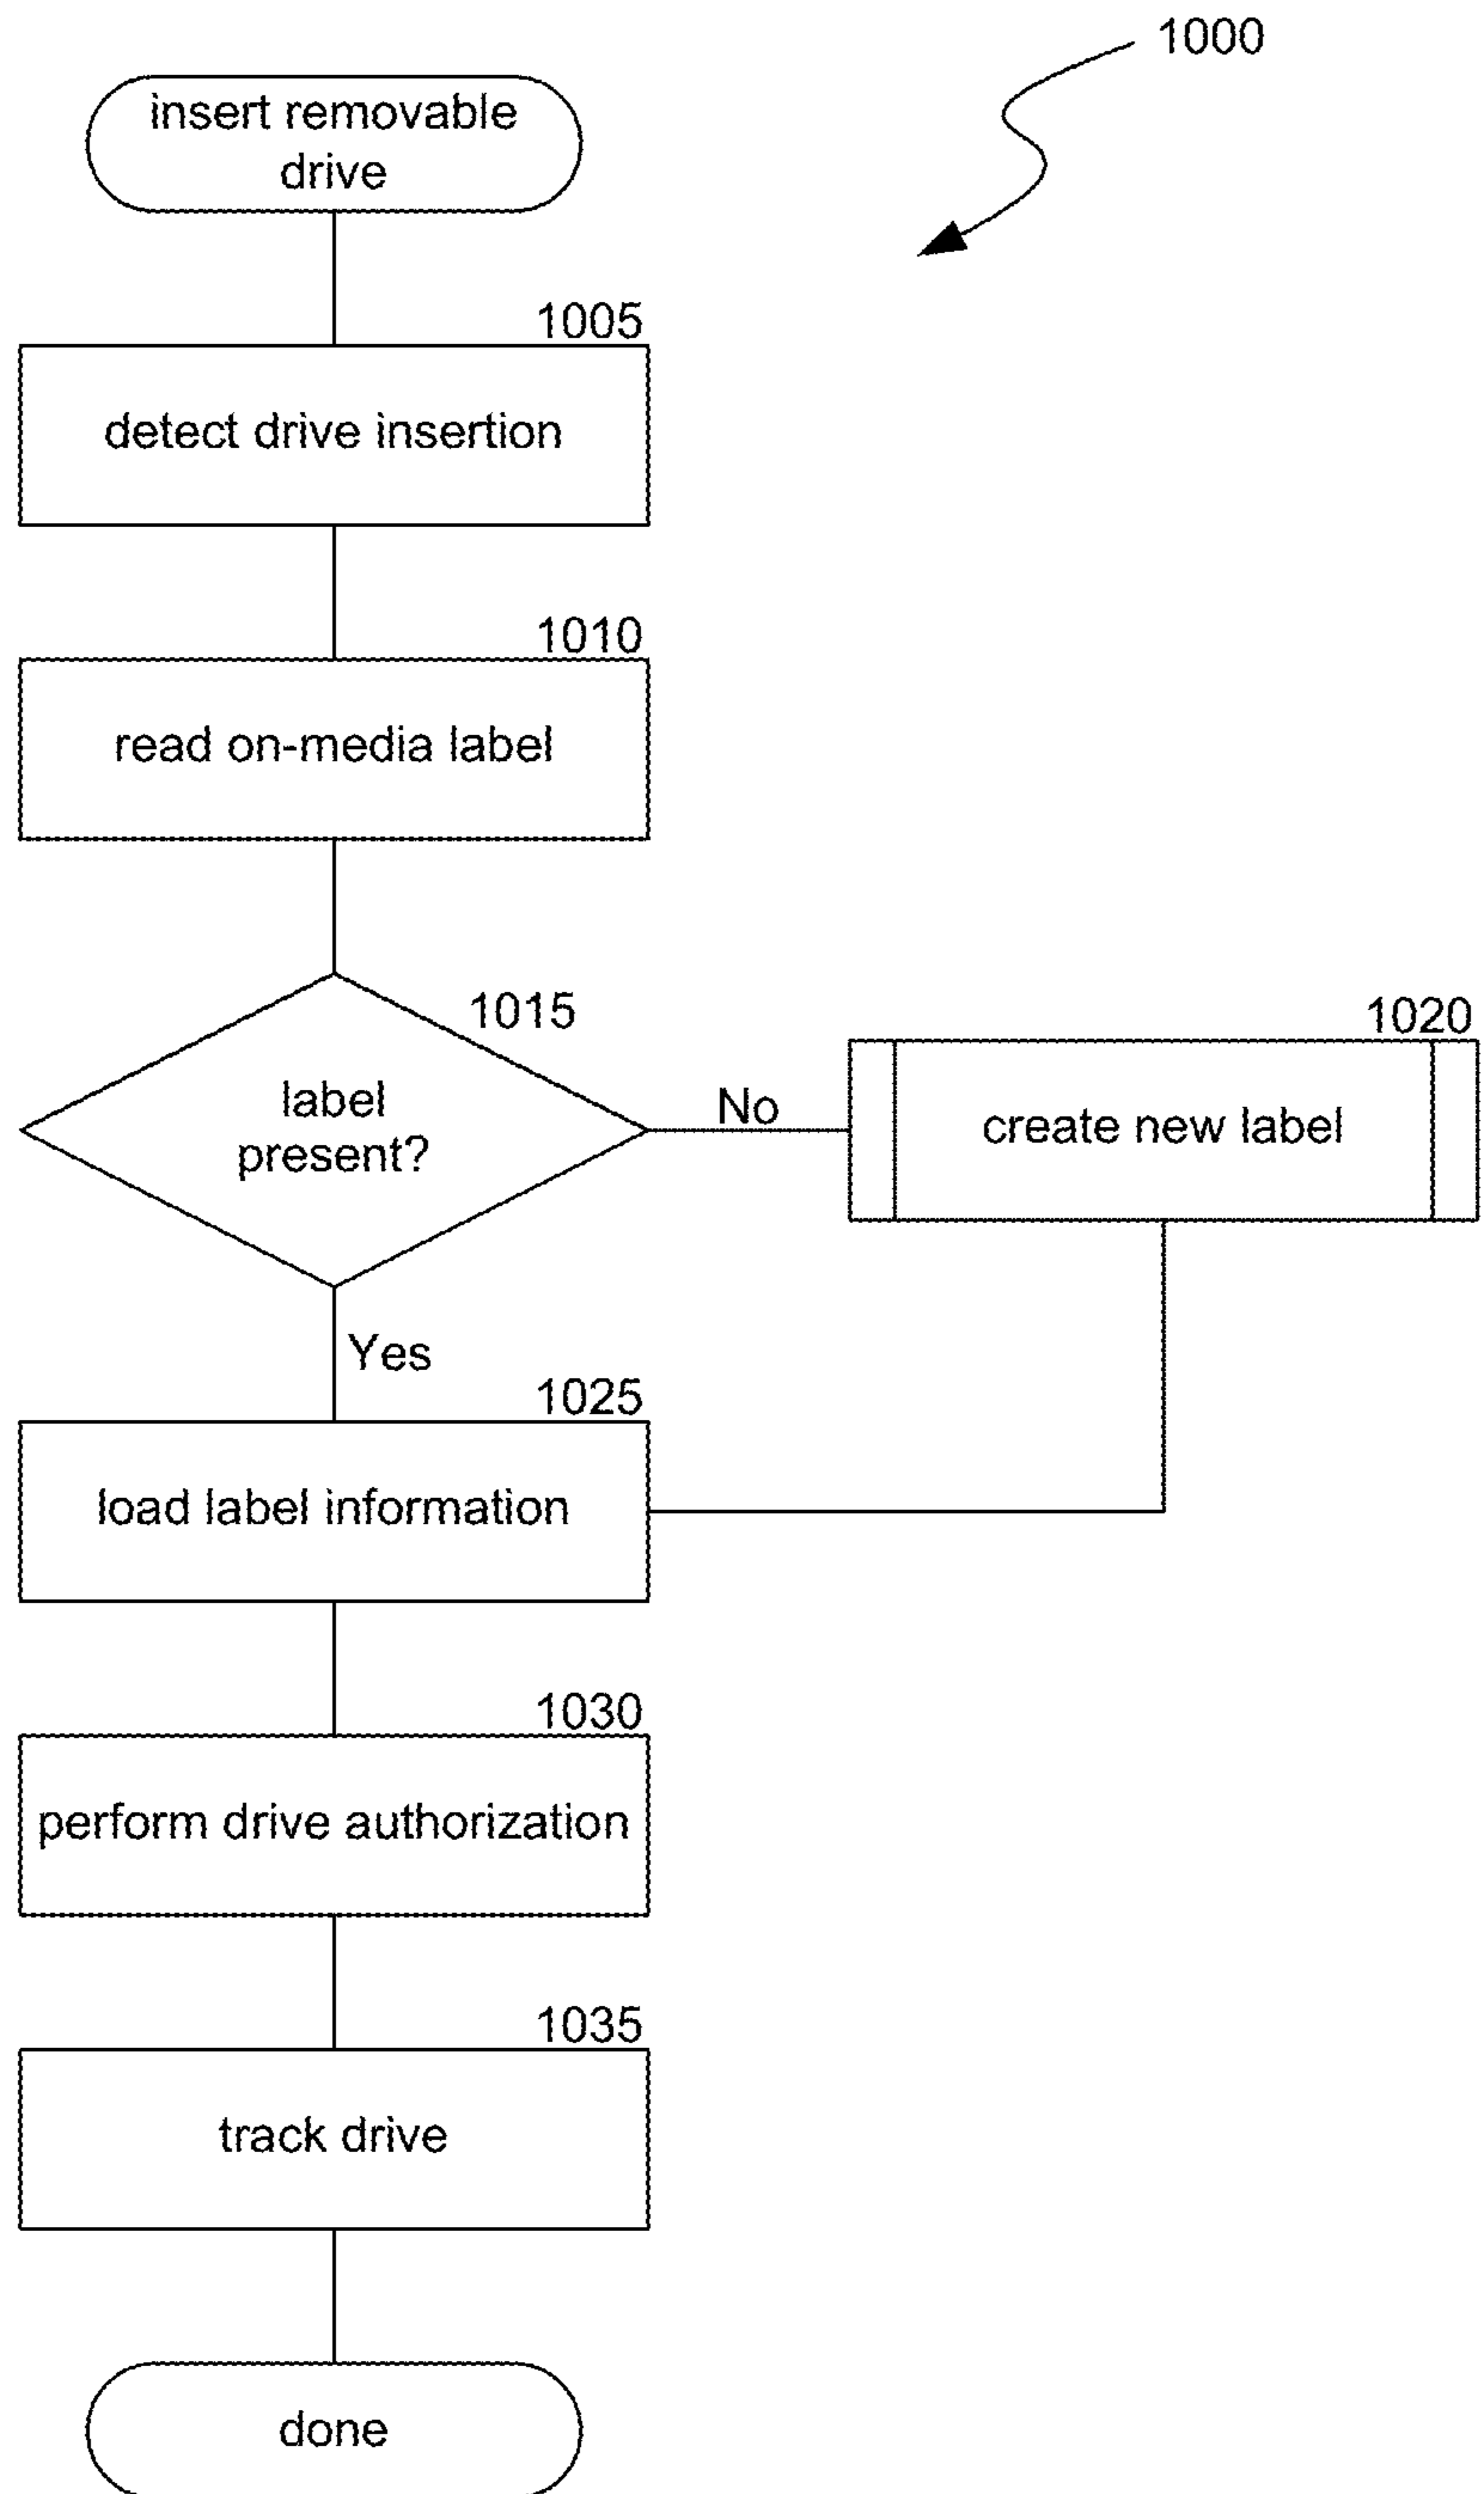 1000
insert removable
drive
1005
detect drive insertion
1010
read on-media label
1015
label
present?
No
1020
create new label
Yes
1025
load label information
1030
perform drive authorization
1035
track drive
done